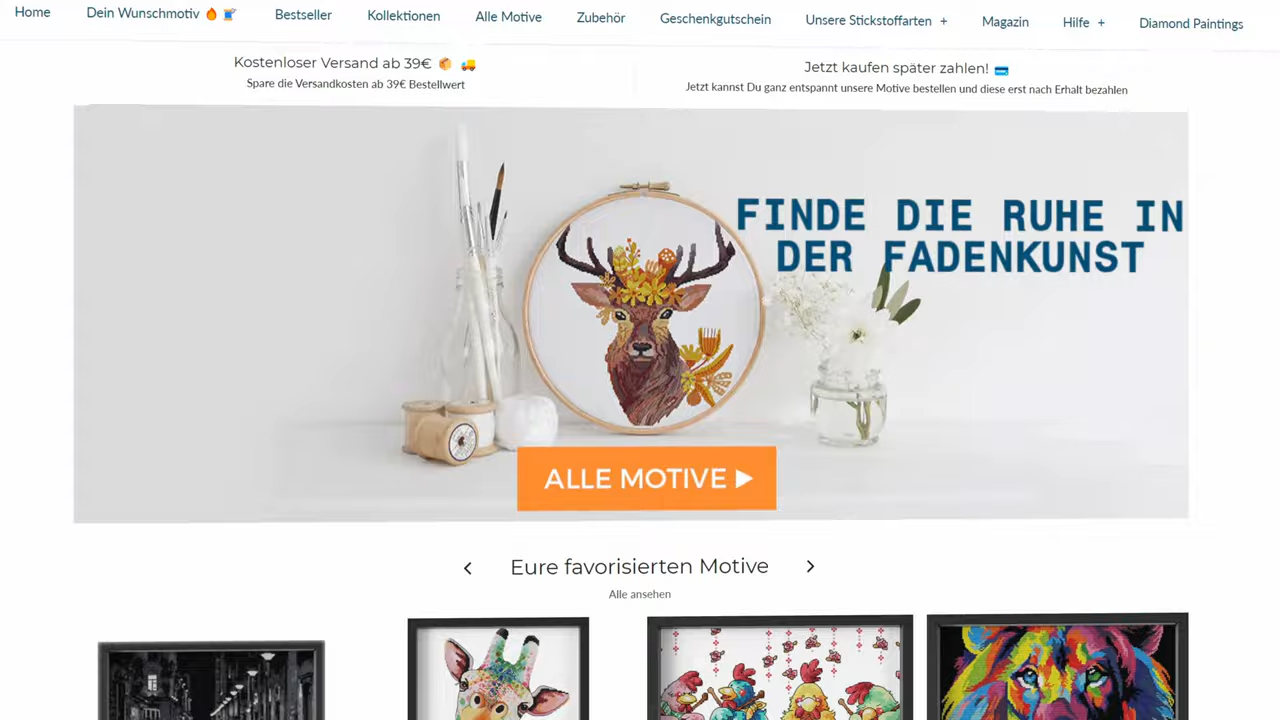 Home Dein Wunschmotiv 🔥 🧵 Bestseller Kollektionen Alle Motive Zubehör Geschenkgutschein Unsere Stickstoffarten + Magazin Hilfe + Diamond Paintings
Kostenloser Versand ab 39€ 📦 🚚
Spare die Versandkosten ab 39€ Bestellwert
Jetzt kaufen später zahlen! 💳
Jetzt kannst Du ganz entspannt unsere Motive bestellen und diese erst nach Erhalt bezahlen
FINDE DIE RUHE IN
DER FADENKUNST
ALLE MOTIVE ▶
Eure favorisierten Motive
Alle ansehen